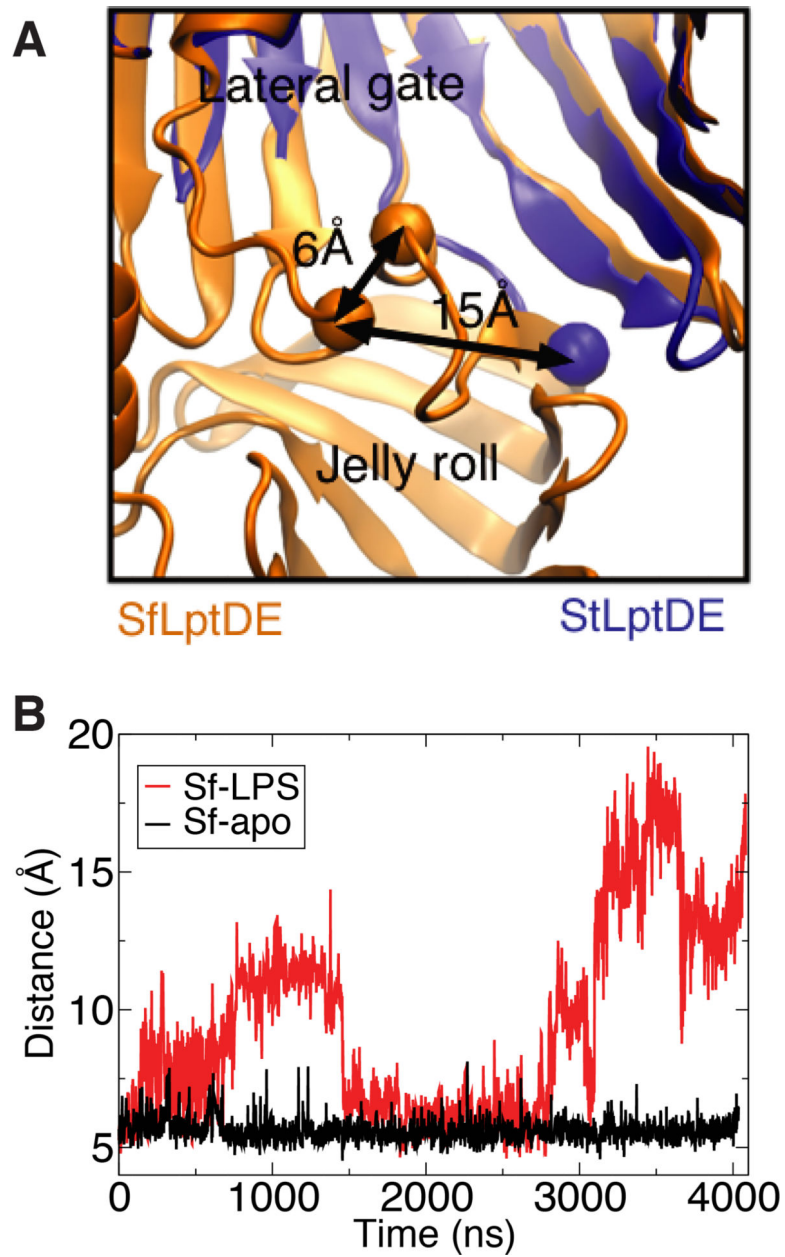 A
Lateral gate
6Å
15Å
Jelly roll
SfLptDE StLptDE
B
20
15
10
5
Distance (Å)
Sf-LPS
Sf-apo
0 1000 2000 3000 4000
Time (ns)